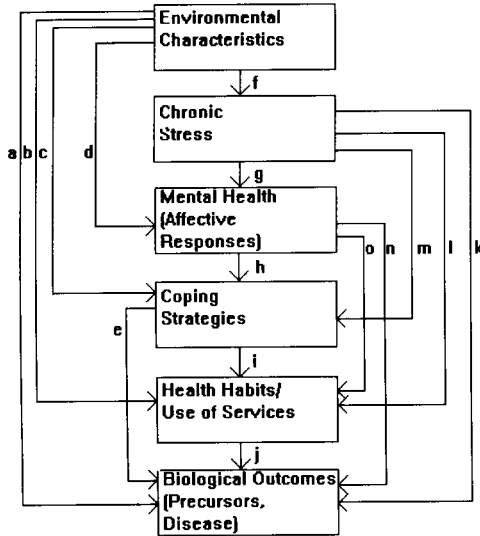 Environmental
Characteristics
f
Chronic
Stress
a b c d
g
Mental Health
(Affective
Responses)
o n m l k
h
Coping
Strategies
e
i
Health Habits/
Use of Services
j
Biological Outcomes
(Precursors,
Disease)